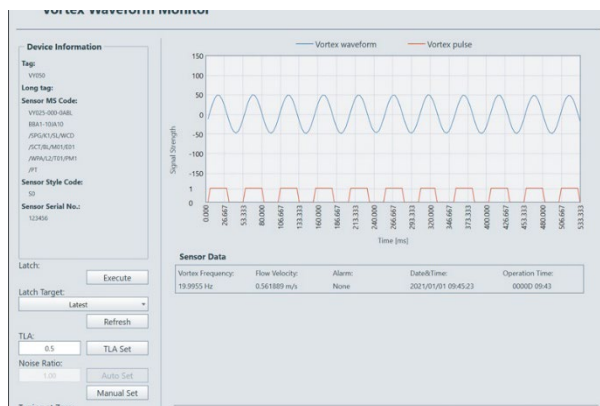 Vortex Waveform Monitor
Device Information
Tag:
VY050
Long tag:
Sensor MS Code:
VY025-000-0ABL
BBA1-10JA10
/SPG/K1/SL/WCD
/SCT/BL/M01/E01
/WPA/L2/T01/PM1
/PT
Sensor Style Code:
S0
Sensor Serial No.:
123456
Latch:
Execute
Latch Target:
Latest
Refresh
TLA:
0.5 TLA Set
Noise Ratio:
1.00 Auto Set
Manual Set
Vortex waveform Vortex pulse
150
100
50
0
-50
-100
-150
1
0
Signal Strength
0.000 26.667 53.333 80.000 106.667 133.333 160.000 186.667 213.333 240.000 266.667 293.333 320.000 346.667 373.333 400.000 426.667 453.333 480.000 506.667 533.333
Time [ms]
Sensor Data
Vortex Frequency: Flow Velocity: Alarm: Date&Time: Operation Time:
19.9955 Hz 0.561889 m/s None 2021/01/01 09:45:23 0000D 09:43